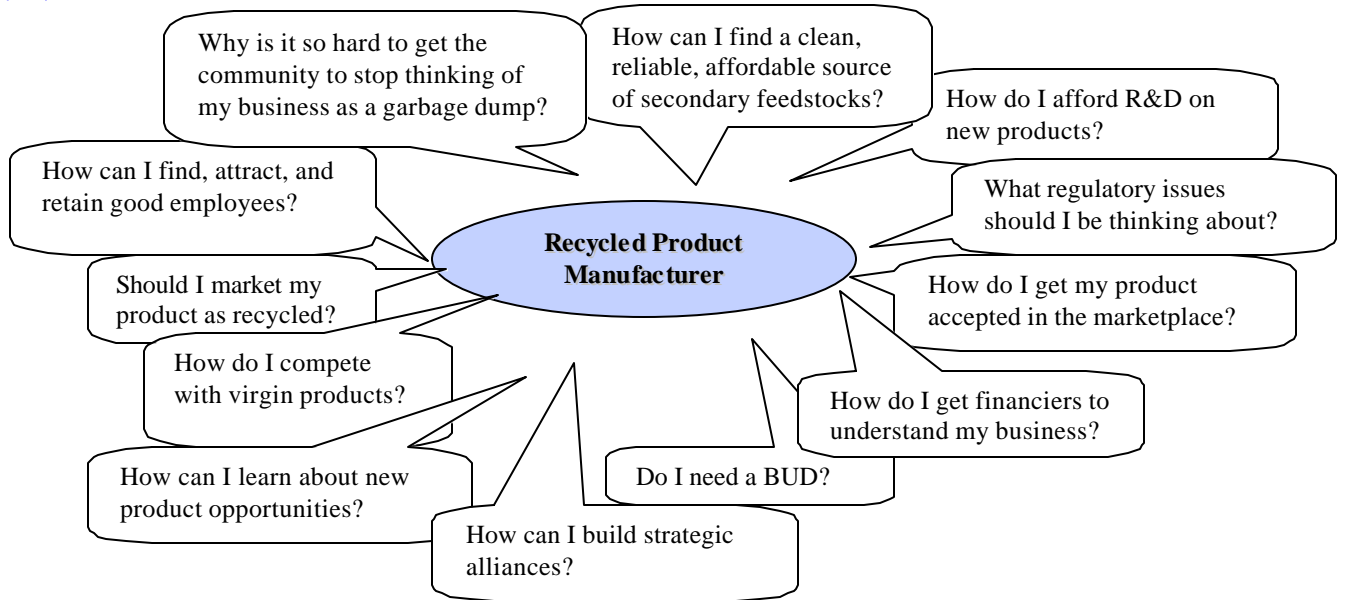 Why is it so hard to get the
community to stop thinking of
my business as a garbage dump?
How can I find a clean,
reliable, affordable source
of secondary feedstocks?
How do I afford R&D on
new products?
How can I find, attract, and
retain good employees?
What regulatory issues
should I be thinking about?
Recycled Product
Manufacturer
Should I market my
product as recycled?
How do I get my product
accepted in the marketplace?
How do I compete
with virgin products?
How do I get financiers to
understand my business?
How can I learn about new
product opportunities?
Do I need a BUD?
How can I build strategic
alliances?